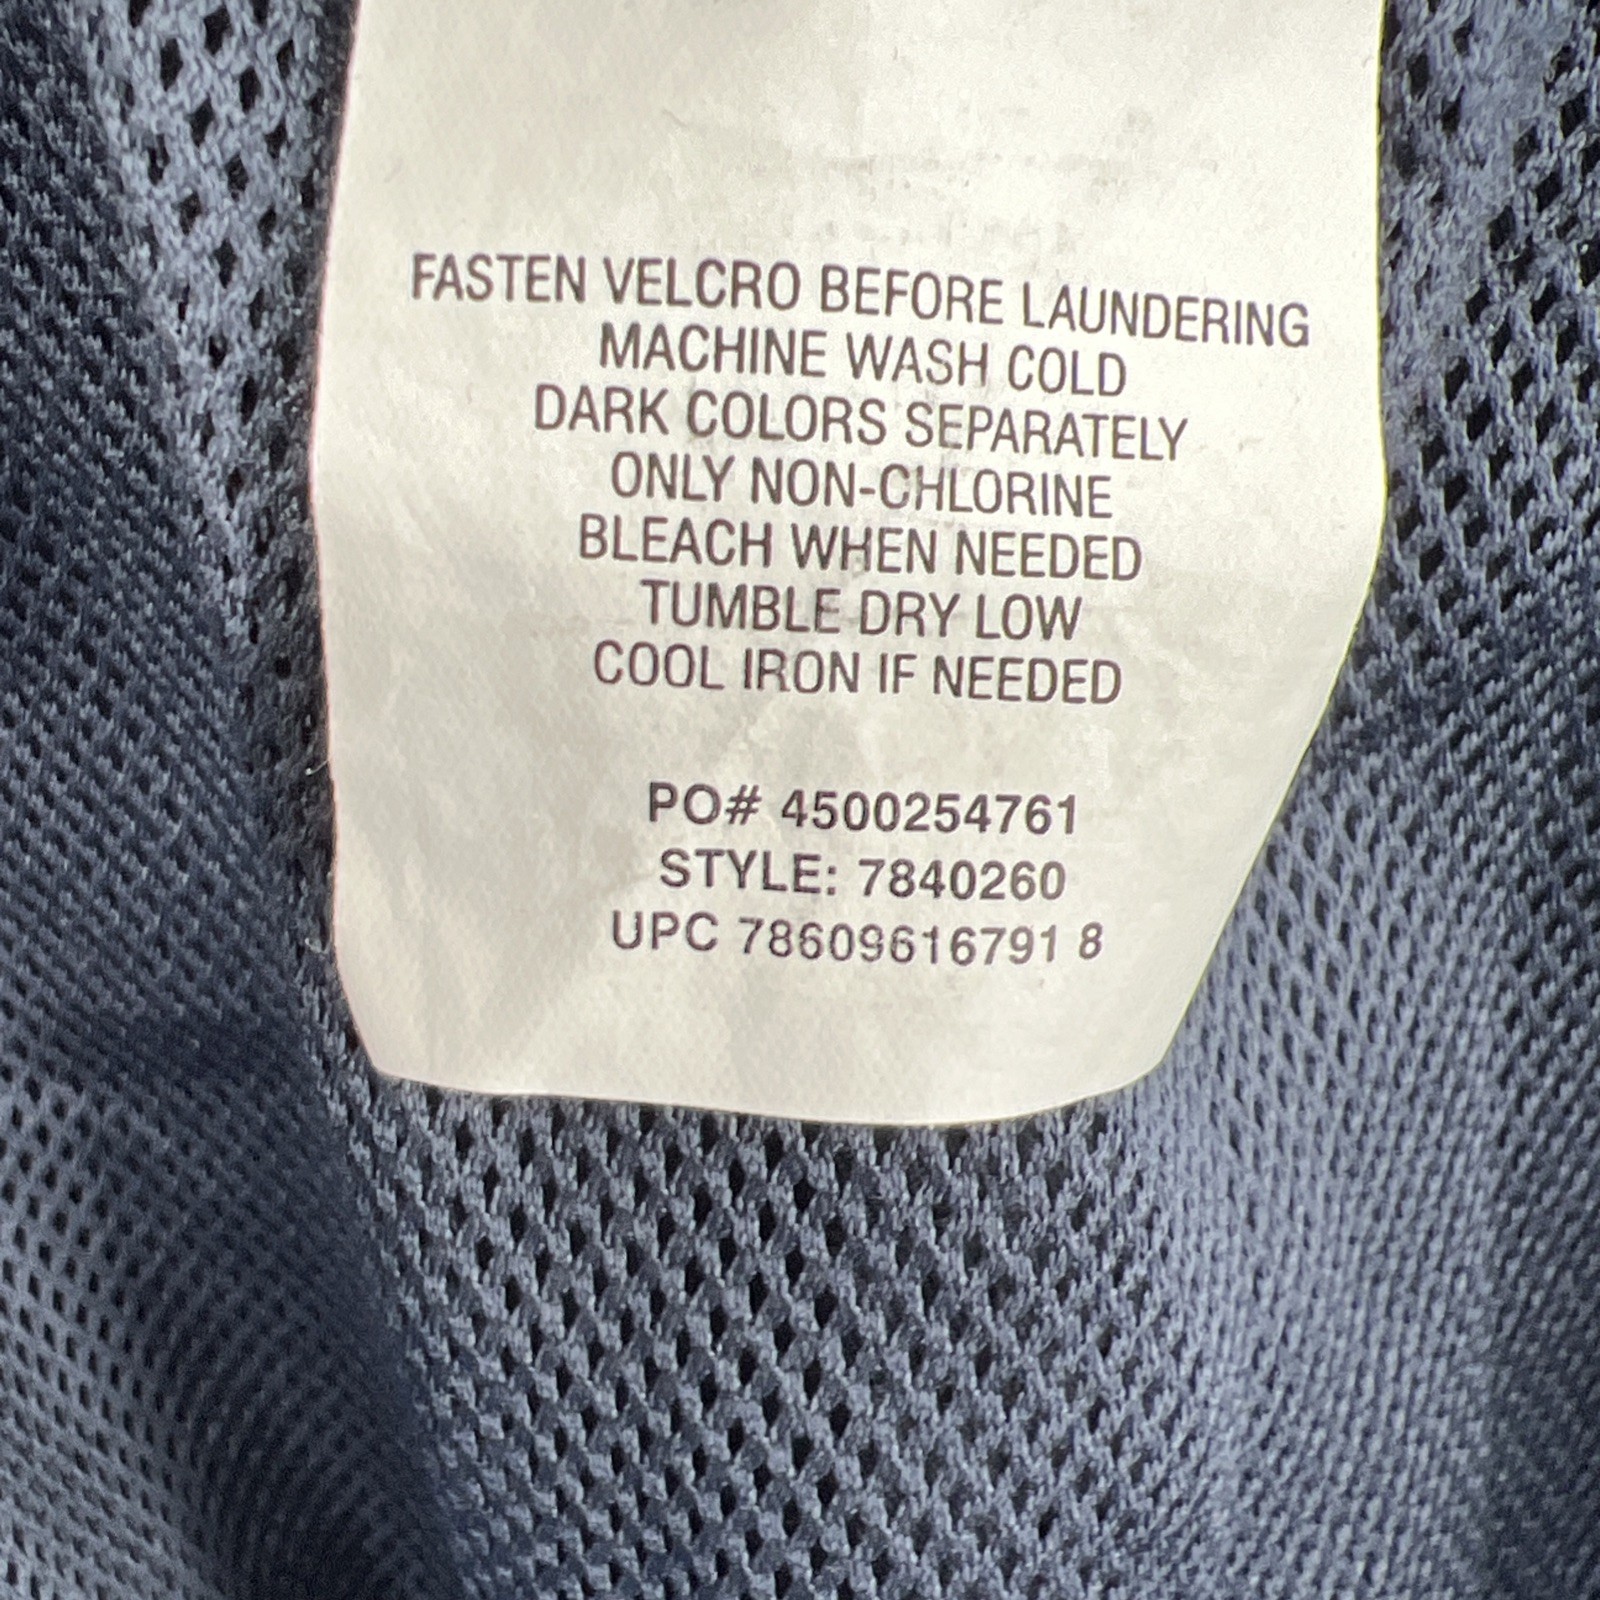 FASTEN VELCRO BEFORE LAUNDERING
MACHINE WASH COLD
DARK COLORS SEPARATELY
ONLY NON-CHLORINE
BLEACH WHEN NEEDED
TUMBLE DRY LOW
COOL IRON IF NEEDED
PO# 4500254761
STYLE: 7840260
UPC 78609616791 8